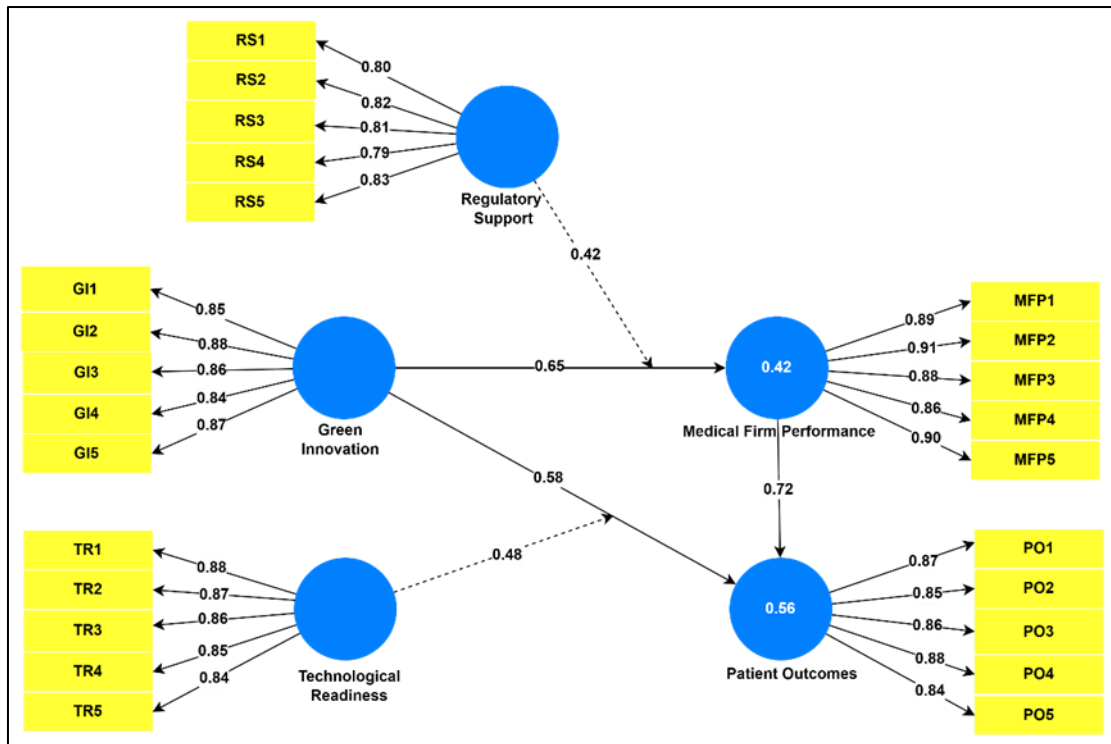 RS1
RS2
RS3
RS4
RS5
0.80
0.82
0.81
0.79
0.83
Regulatory
Support
0.42
GI1
GI2
GI3
GI4
GI5
0.85
0.88
0.86
0.84
0.87
Green
Innovation
0.65
0.42
Medical Firm Performance
0.89
0.91
0.88
0.86
0.90
MFP1
MFP2
MFP3
MFP4
MFP5
0.58
0.72
TR1
TR2
TR3
TR4
TR5
0.88
0.87
0.86
0.85
0.84
Technological
Readiness
0.48
0.56
Patient Outcomes
0.87
0.85
0.86
0.88
0.84
PO1
PO2
PO3
PO4
PO5